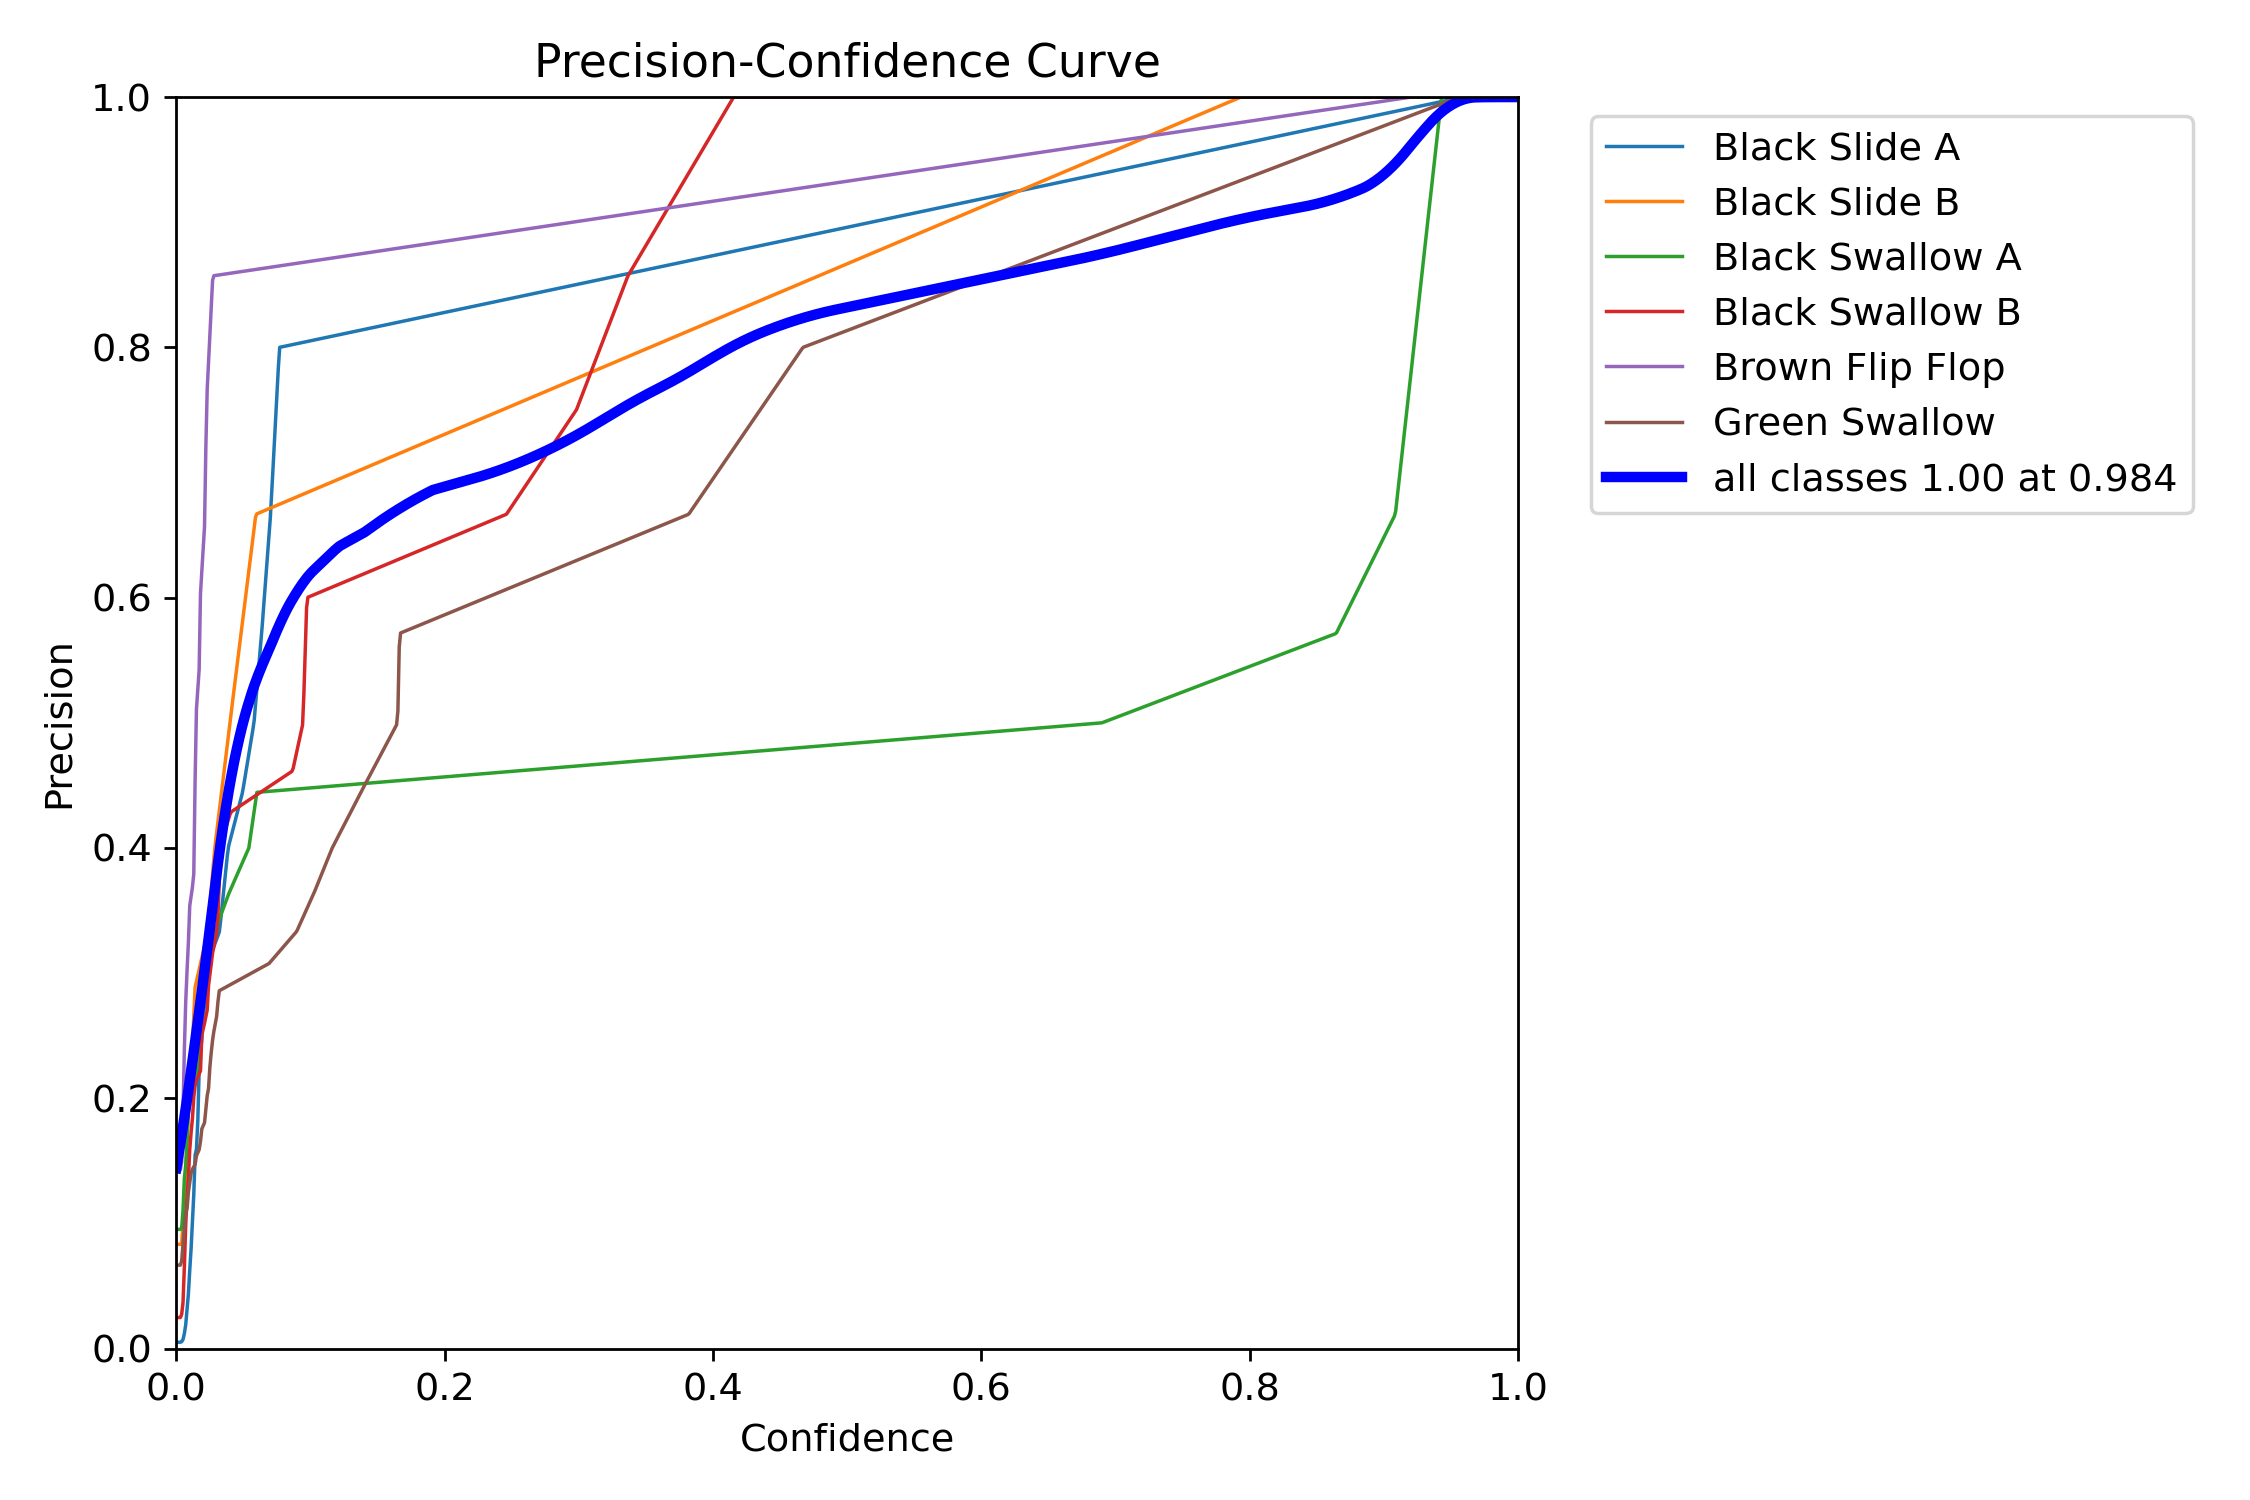 Precision-Confidence Curve
1.0
0.8
0.6
0.4
0.2
0.0
Precision
0.0 0.2 0.4 0.6 0.8 1.0
Confidence
Black Slide A
Black Slide B
Black Swallow A
Black Swallow B
Brown Flip Flop
Green Swallow
all classes 1.00 at 0.984